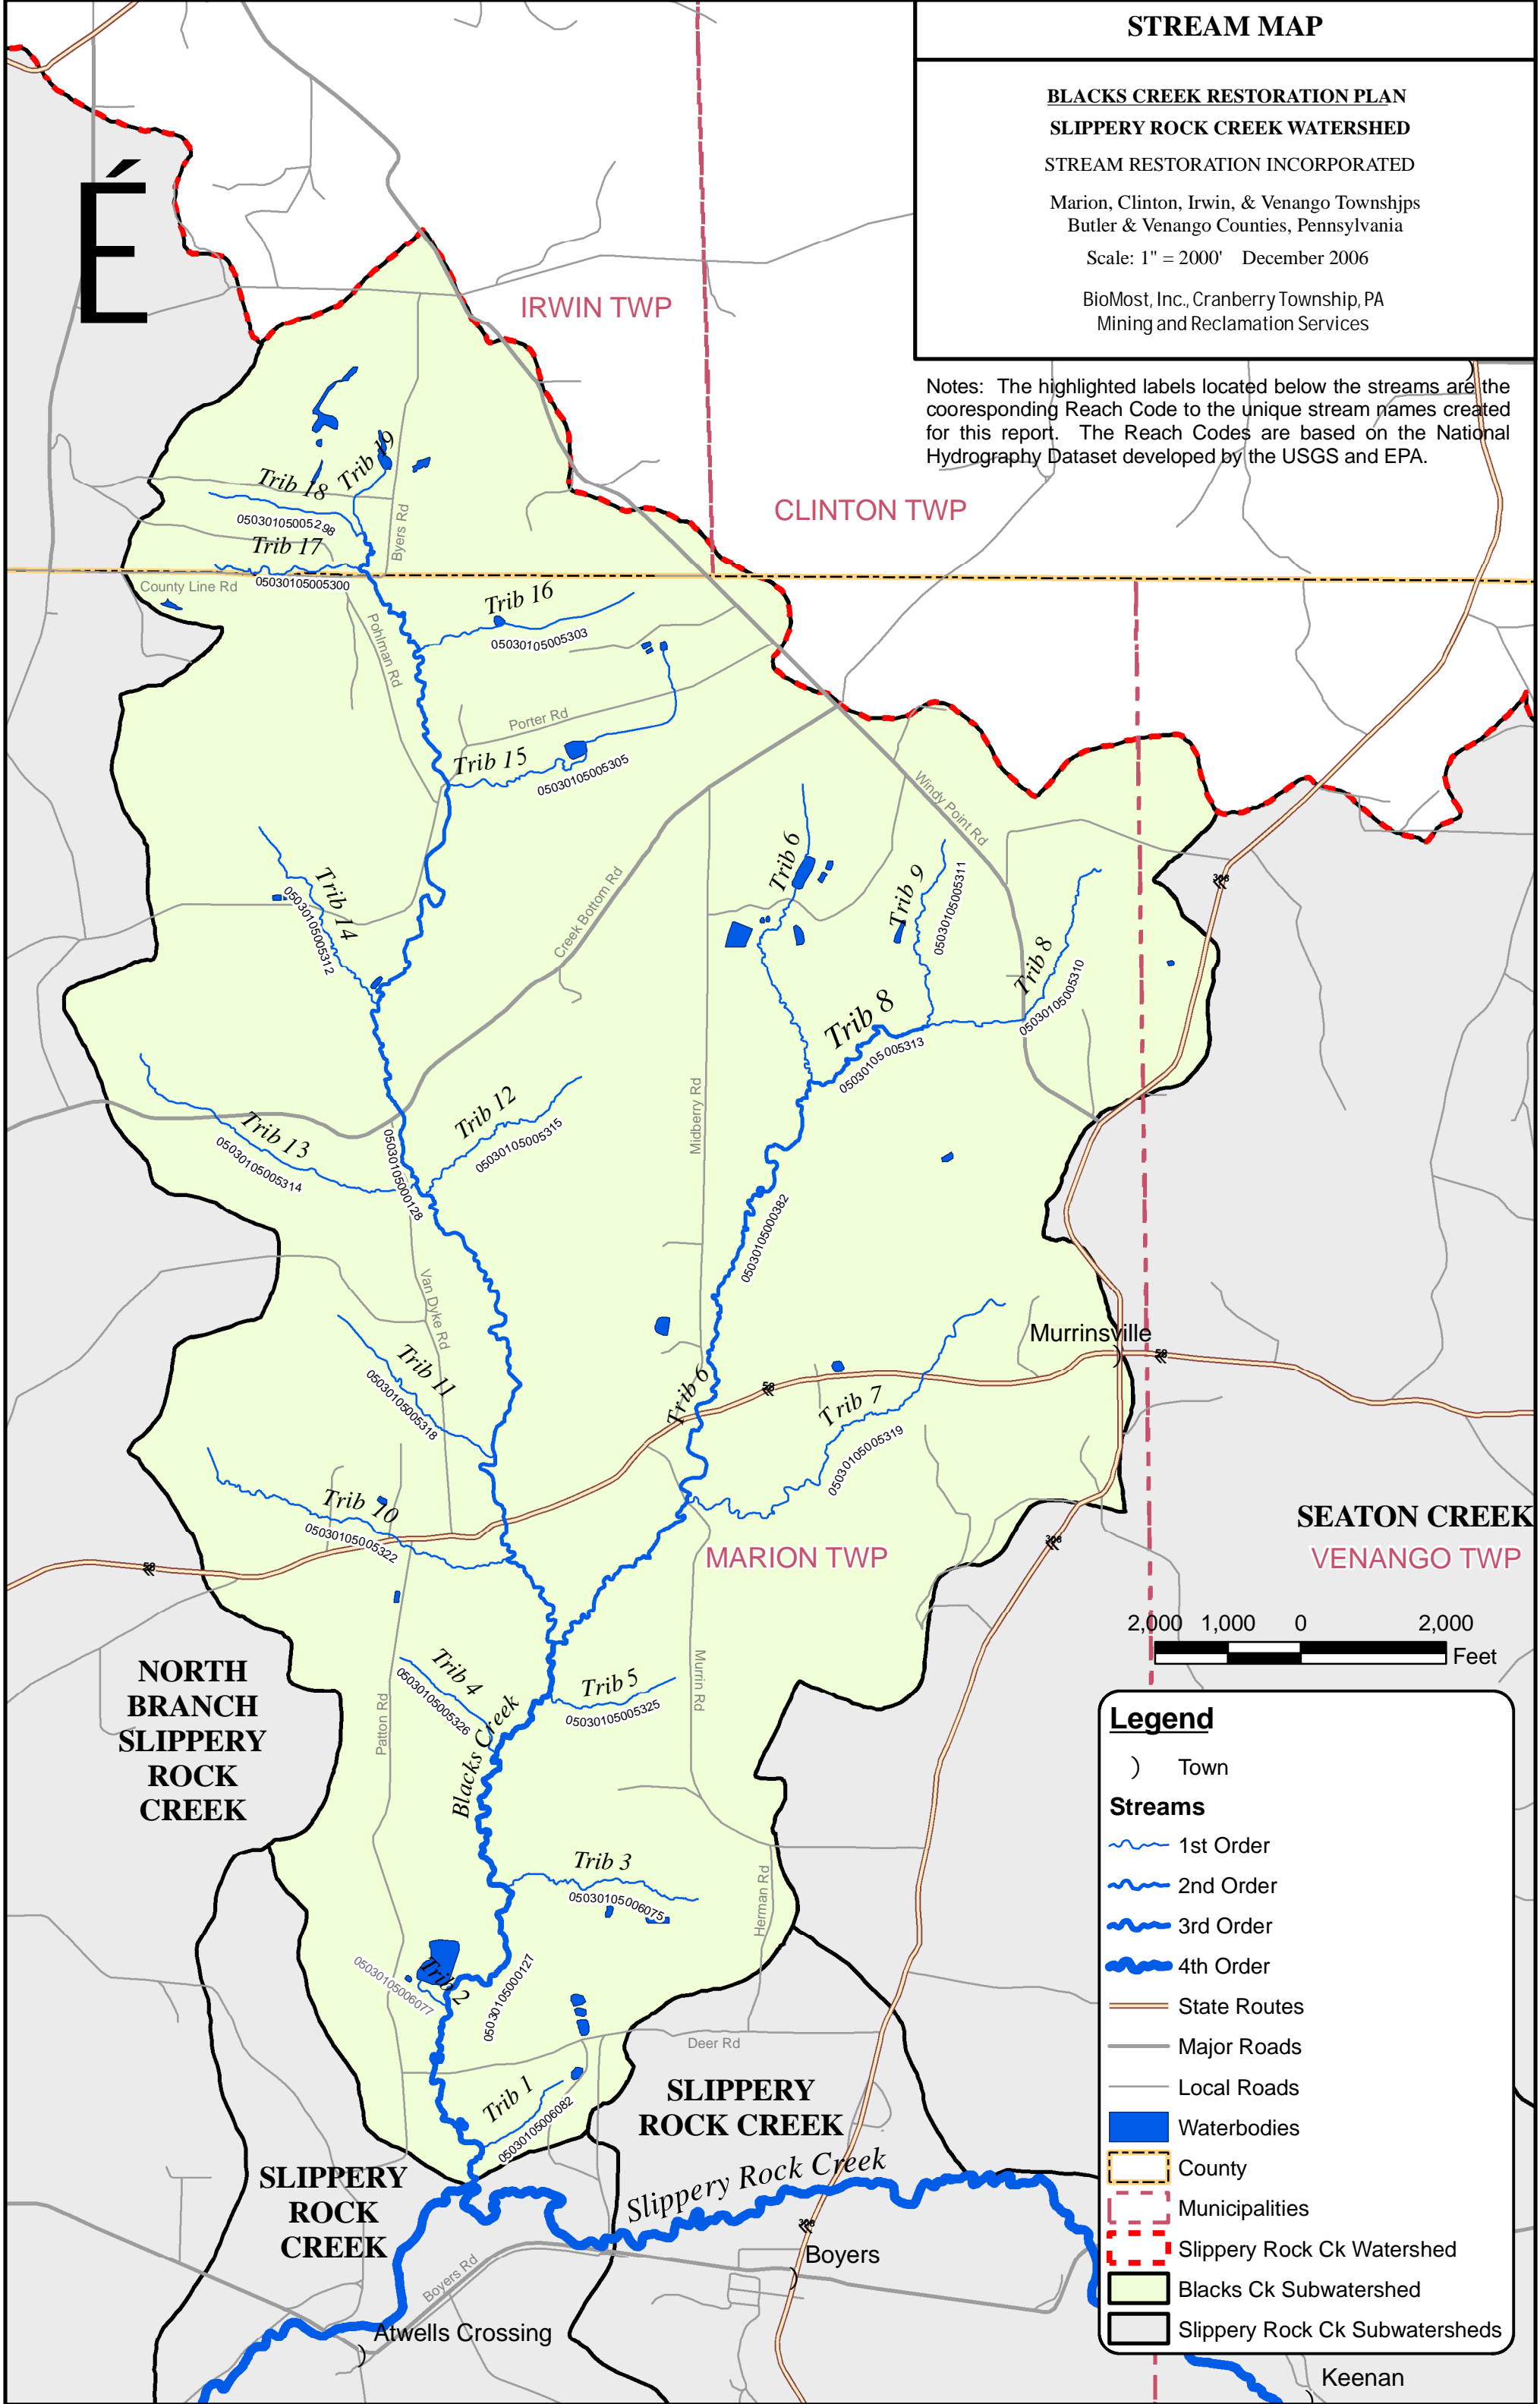 STREAM MAP
BLACKS CREEK RESTORATION PLAN
SLIPPERY ROCK CREEK WATERSHED
STREAM RESTORATION INCORPORATED
Marion, Clinton, Irwin, & Venango Townshjps
Butler & Venango Counties, Pennsylvania
Scale: 1" = 2000' December 2006
BioMost, Inc., Cranberry Township, PA
Mining and Reclamation Services
Notes: The highlighted labels located below the streams are the
cooresponding Reach Code to the unique stream names created
for this report. The Reach Codes are based on the National
Hydrography Dataset developed by the USGS and EPA.
É
IRWIN TWP
CLINTON TWP
Trib 19
Trib 18
05030105005298
Byers Rd
Trib 17
05030105005300
County Line Rd
Trib 16
05030105005303
Pohlman Rd
Porter Rd
Trib 15
05030105005305
Windy Point Rd
Trib 6
Trib 9
05030105005311
Trib 14
05030105005312
Creek Bottom Rd
Trib 8
05030105005310
Trib 8
05030105005313
Trib 12
05030105005315
Midberry Rd
Trib 13
05030105005314
05030105000128
05030105000382
Van Dyke Rd
Murrinsville
Trib 11
05030105005318
Trib 6
58
58
Trib 7
05030105005319
Trib 10
05030105005322
58
308
308
MARION TWP
SEATON CREEK
VENANGO TWP
2,000 1,000 0 2,000
Feet
NORTH
BRANCH
SLIPPERY
ROCK
CREEK
Trib 4
05030105005326
Trib 5
05030105005325
Murrin Rd
Patton Rd
Blacks Creek
Trib 3
05030105006075
Herman Rd
Trib 2
05030105006077
05030105000127
Deer Rd
Trib 1
05030105006082
SLIPPERY
ROCK CREEK
SLIPPERY
ROCK
CREEK
Slippery Rock Creek
308
Boyers
Boyers Rd
Atwells Crossing
Keenan
Legend
Town
Streams
1st Order
2nd Order
3rd Order
4th Order
State Routes
Major Roads
Local Roads
Waterbodies
County
Municipalities
Slippery Rock Ck Watershed
Blacks Ck Subwatershed
Slippery Rock Ck Subwatersheds